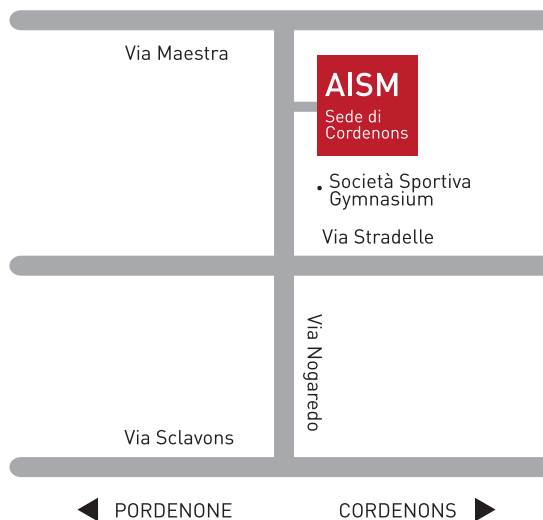 Via Maestra
AISM
Sede di
Cordenons
• Società Sportiva
Gymnasium
Via Stradelle
Via Nogaredo
Via Sclavons
◀ PORDENONE
CORDENONS ▶